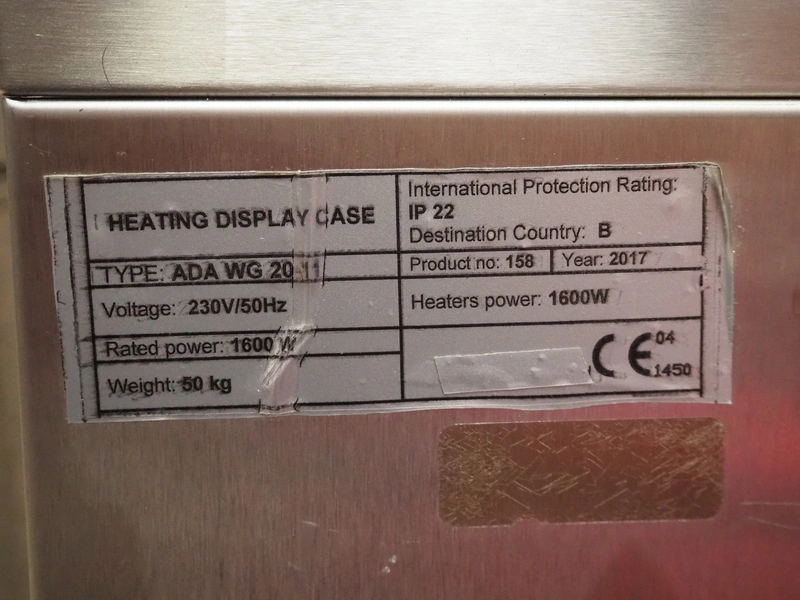 HEATING DISPLAY CASE
TYPE: ADA WG 20-11
Voltage: 230V/50Hz
Rated power: 1600 W
Weight: 50 kg
International Protection Rating:
IP 22
Destination Country: B
Product no: 158
Year: 2017
Heaters power: 1600W
CE 04
1450